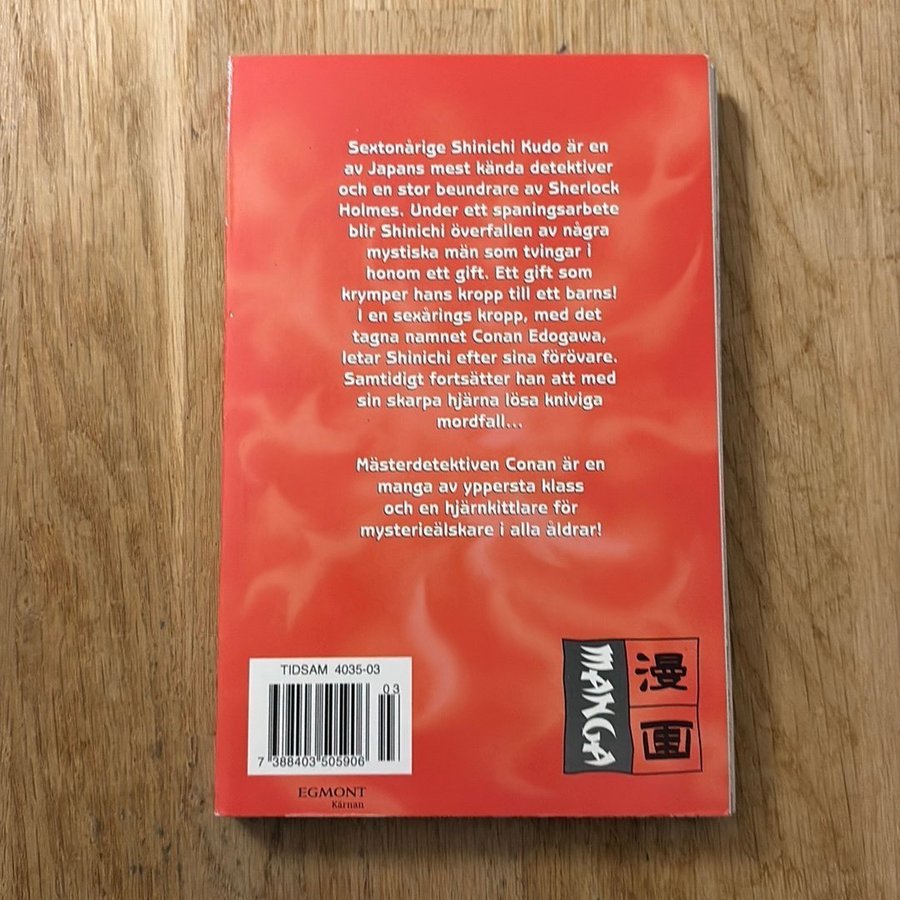 Sextonårige Shinichi Kudo är en
av Japans mest kända detektiver
och en stor beundrare av Sherlock
Holmes. Under ett spaningsarbete
blir Shinichi överfallen av några
mystiska män som tvingar i
honom ett gift. Ett gift som
krymper hans kropp till ett barns!
I en sexårings kropp, med det
tagna namnet Conan Edogawa,
letar Shinichi efter sina förövare.
Samtidigt fortsätter han att med
sin skarpa hjärna lösa kniviga
mordfall...
Mästerdetektiven Conan är en
manga av yppersta klass
och en hjärnkittlare för
mysterieälskare i alla åldrar!
TIDSAM 4035-03
03
7 388403 505906
EGMONT
Kärnan
MANGA
漫画